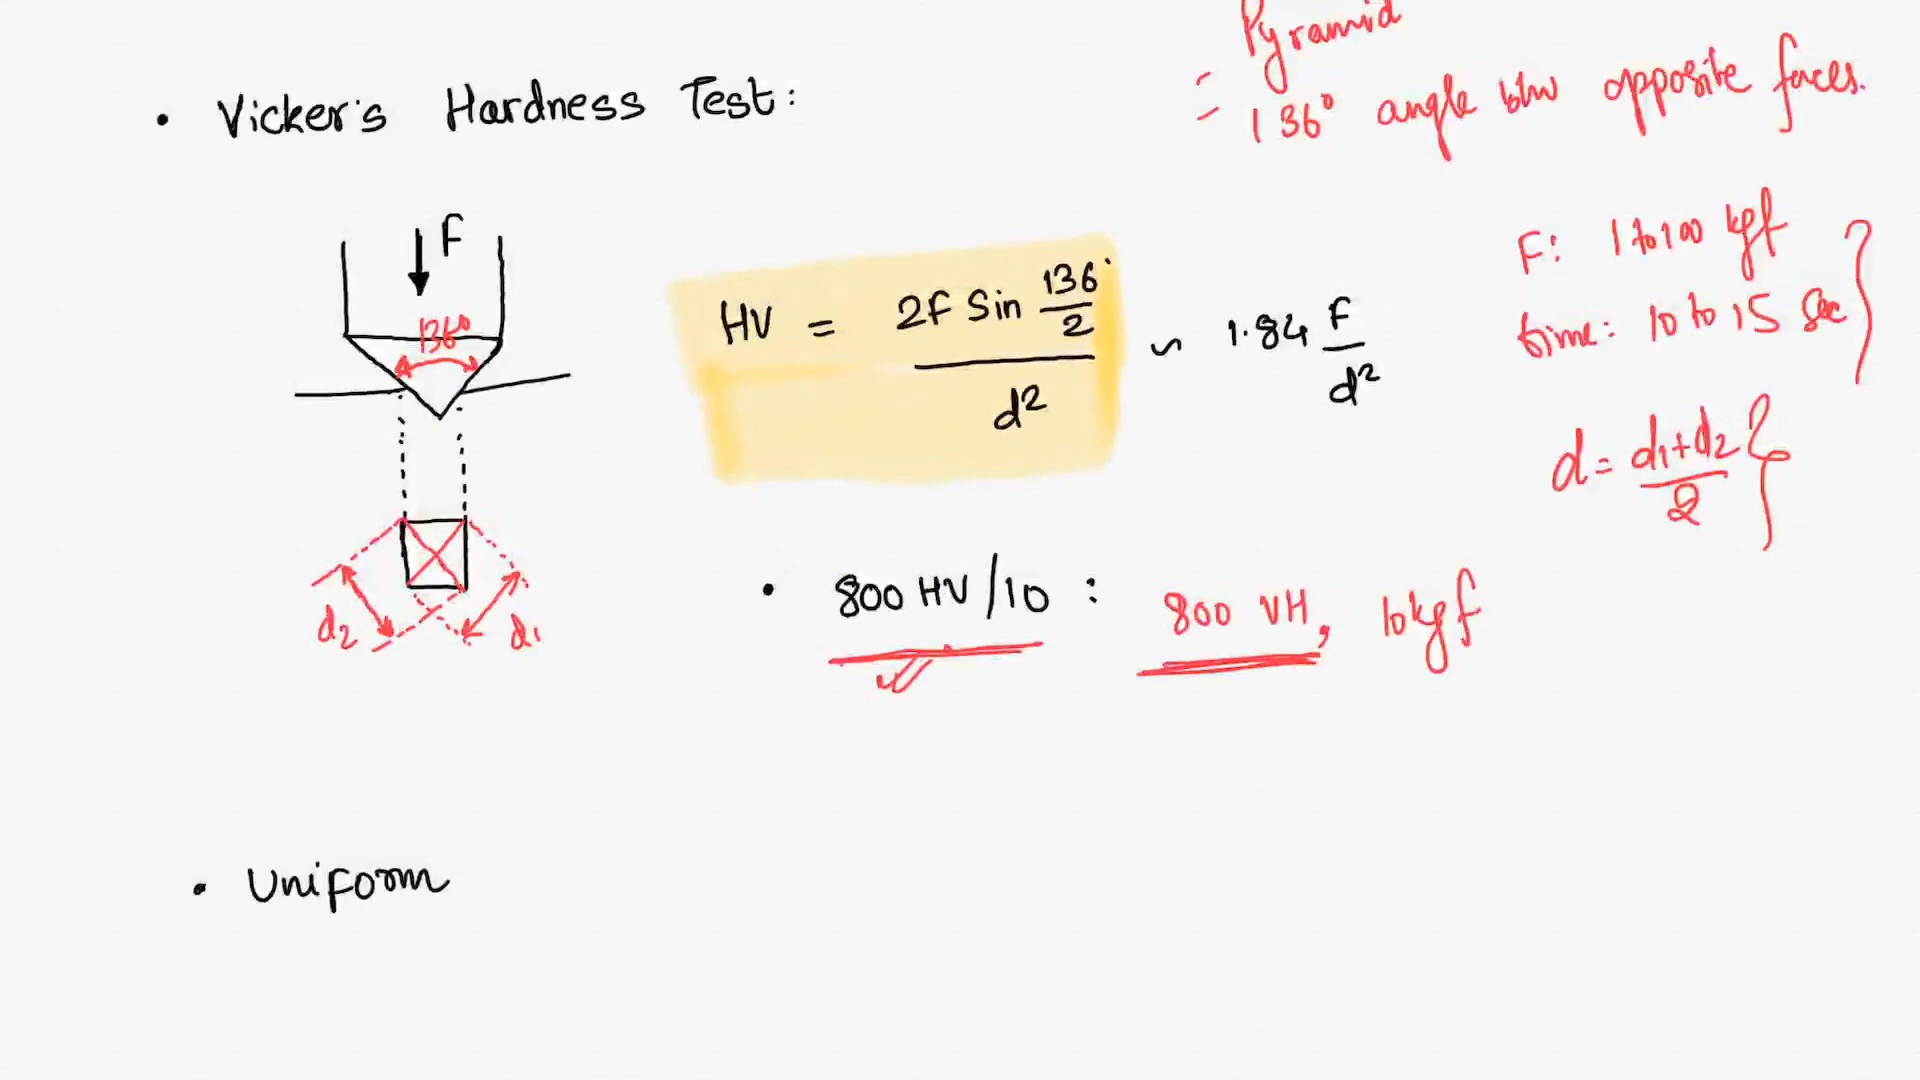 Pyramid
= 136° angle b/w opposite faces.
• Vicker's Hardness Test:
F
136°
HV = 2F Sin 136°/2 / d² ~ 1.84 F/d²
F: 1 to 100 kgf
time: 10 to 15 sec
d = d1+d2 / 2
d2 d1
• 800 HV/10 : 800 VH, 10kgf
• Uniform